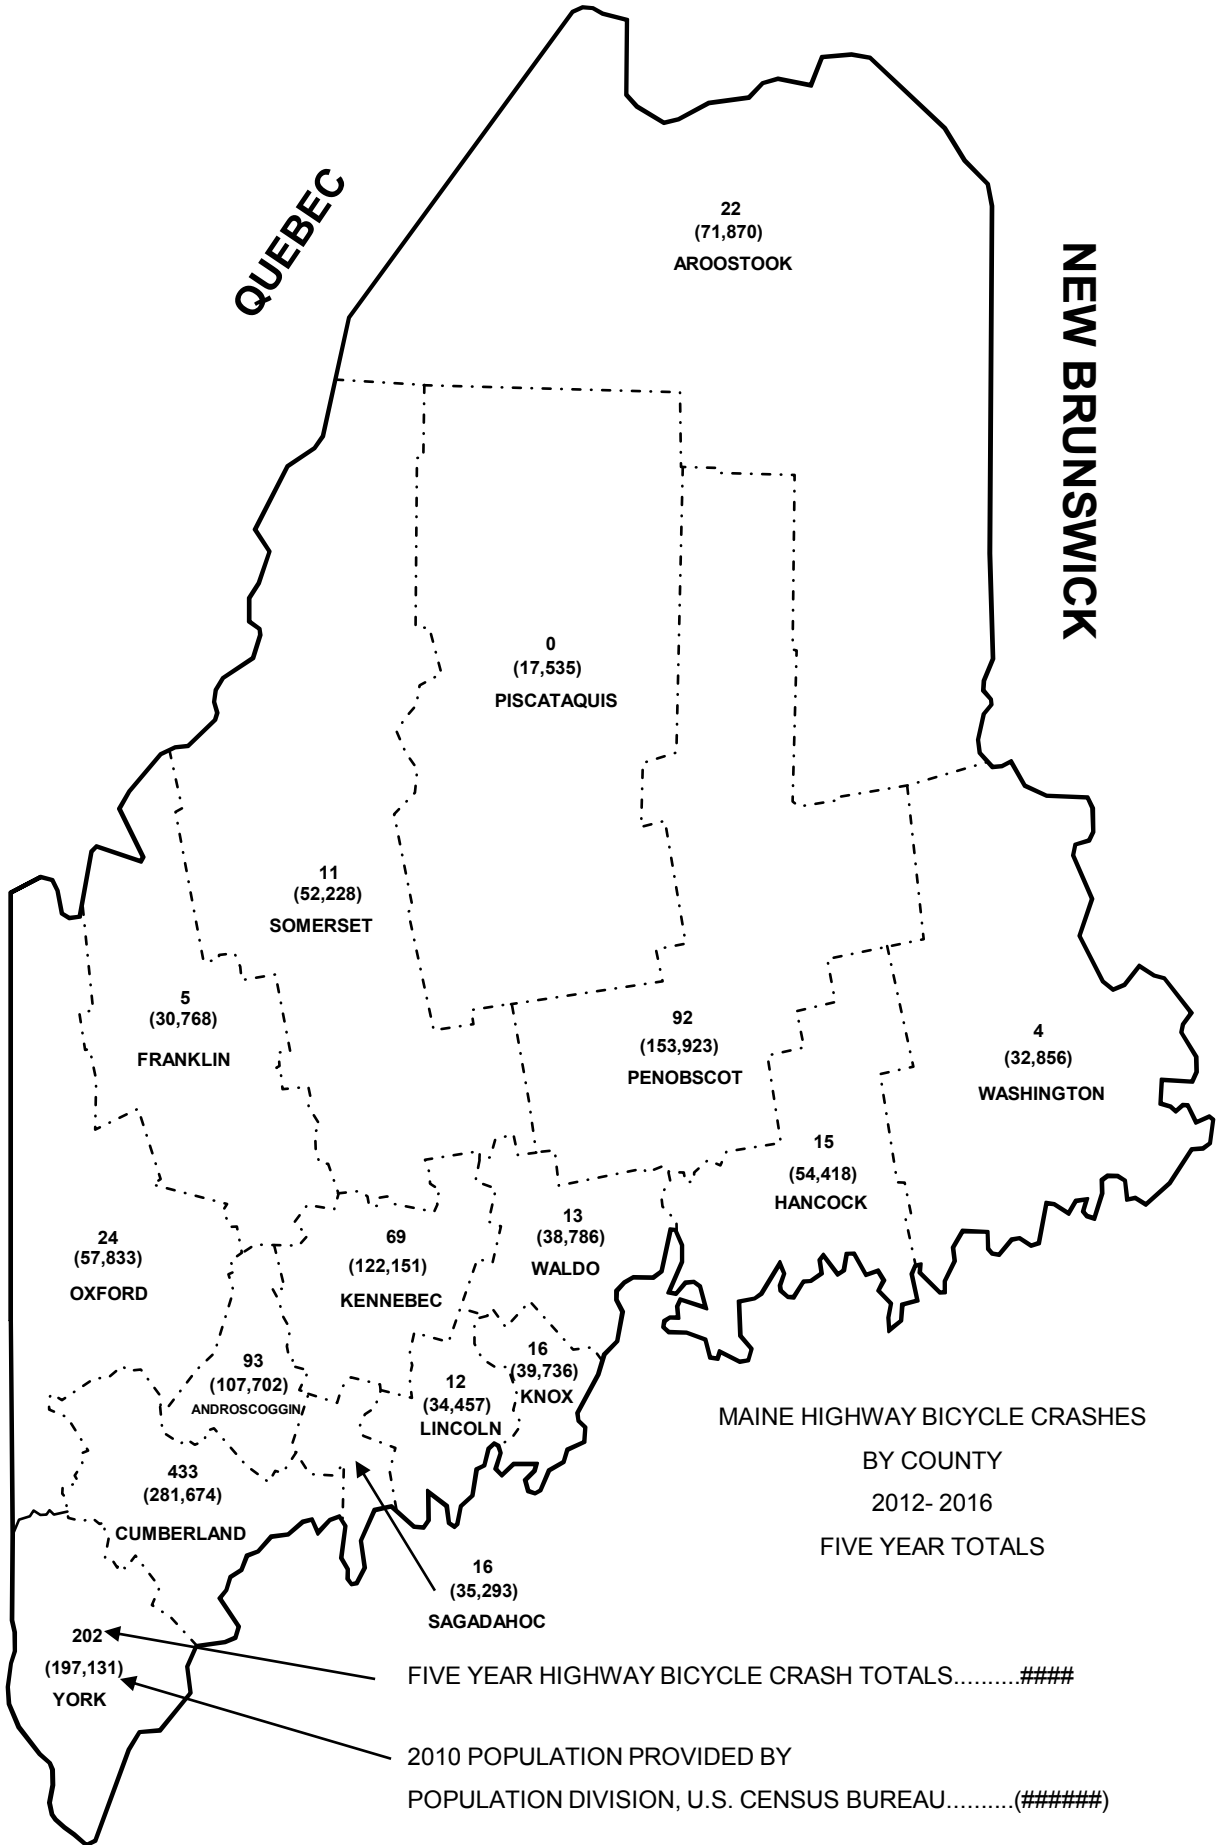 QUEBEC
22
(71,870)
AROOSTOOK
NEW BRUNSWICK
0
(17,535)
PISCATAQUIS
11
(52,228)
SOMERSET
5
(30,768)
FRANKLIN
92
(153,923)
PENOBSCOT
4
(32,856)
WASHINGTON
15
(54,418)
HANCOCK
24
(57,833)
OXFORD
69
(122,151)
KENNEBEC
13
(38,786)
WALDO
93
(107,702)
ANDROSCOGGIN
12
(34,457)
LINCOLN
16
(39,736)
KNOX
MAINE HIGHWAY BICYCLE CRASHES
BY COUNTY
2012- 2016
FIVE YEAR TOTALS
433
(281,674)
CUMBERLAND
16
(35,293)
SAGADAHOC
202
(197,131)
YORK
FIVE YEAR HIGHWAY BICYCLE CRASH TOTALS..........####
2010 POPULATION PROVIDED BY
POPULATION DIVISION, U.S. CENSUS BUREAU..........(######)